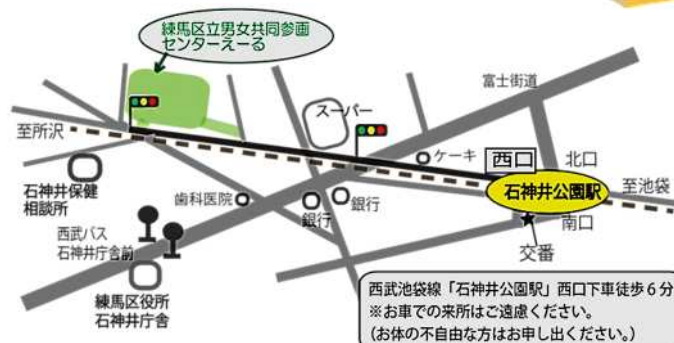 練馬区立男女共同参画
センターえーる
富士街道
スーパー
至所沢
ケーキ
西口
北口
石神井公園駅
至池袋
石神井保健
相談所
歯科医院
銀行
銀行
南口
交番
西武バス
石神井庁舎前
練馬区役所
石神井庁舎
西武池袋線「石神井公園駅」西口下車徒歩6分
※お車での来所はご遠慮ください。
(お体の不自由な方はお申し出ください。)